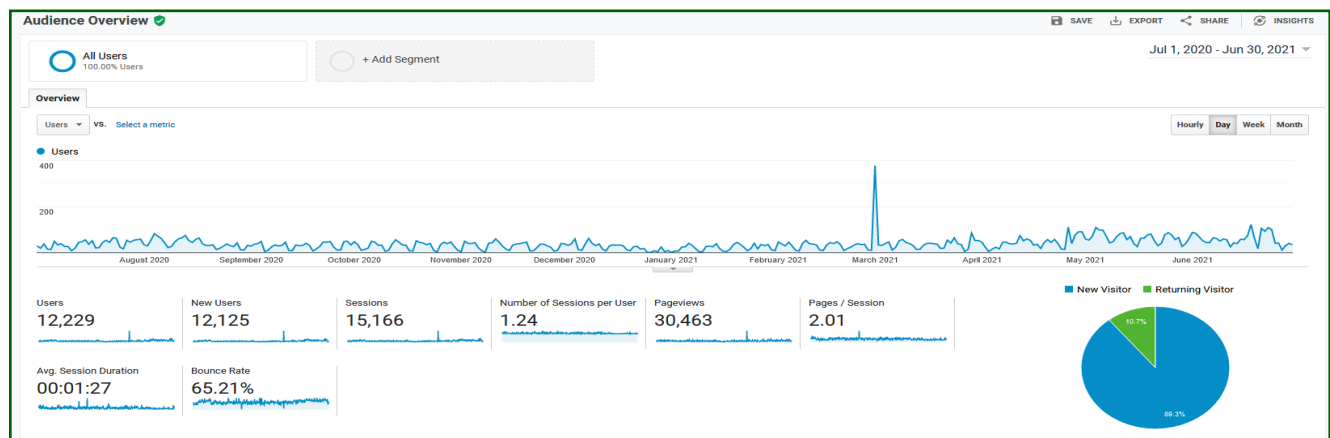 Audience Overview
SAVE EXPORT SHARE INSIGHTS
All Users
100.00% Users
+ Add Segment
Jul 1, 2020 - Jun 30, 2021
Overview
Users VS. Select a metric
Hourly Day Week Month
Users
400
200
August 2020 September 2020 October 2020 November 2020 December 2020 January 2021 February 2021 March 2021 April 2021 May 2021 June 2021
New Visitor Returning Visitor
Users
12,229
New Users
12,125
Sessions
15,166
Number of Sessions per User
1.24
Pageviews
30,463
Pages / Session
2.01
Avg. Session Duration
00:01:27
Bounce Rate
65.21%
10.7%
89.3%